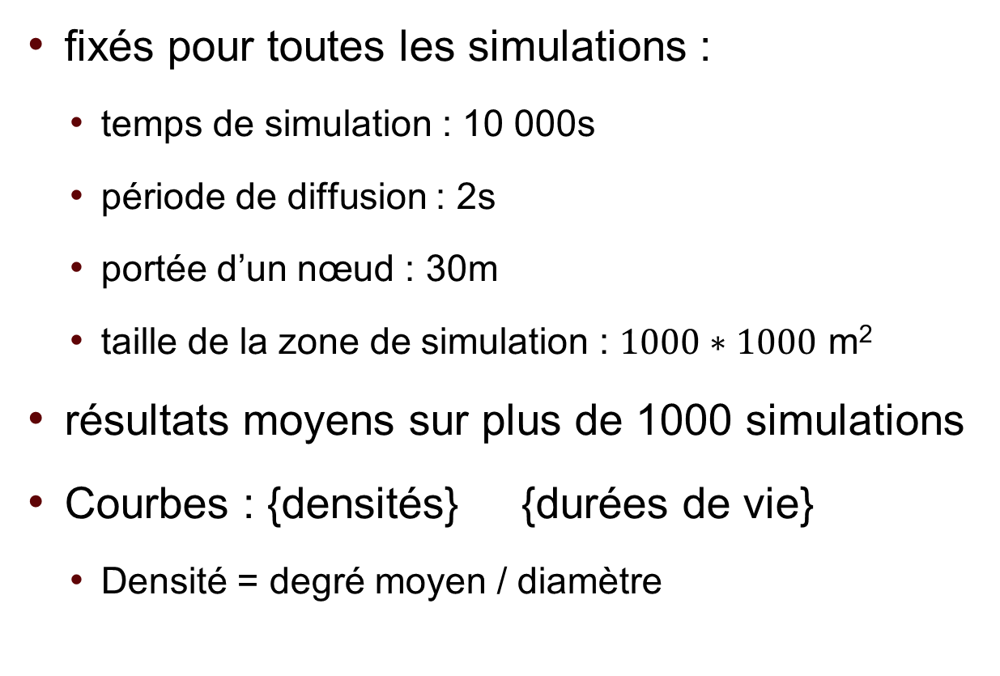 • fixés pour toutes les simulations :
• temps de simulation : 10 000s
• période de diffusion : 2s
• portée d’un nœud : 30m
• taille de la zone de simulation : 1000 * 1000 m²
• résultats moyens sur plus de 1000 simulations
• Courbes : {densités} {durées de vie}
• Densité = degré moyen / diamètre